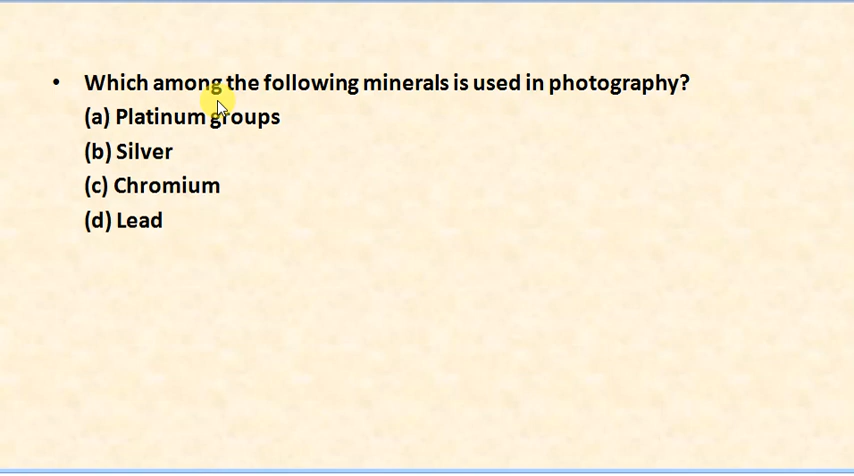 • Which among the following minerals is used in photography?
(a) Platinum groups
(b) Silver
(c) Chromium
(d) Lead